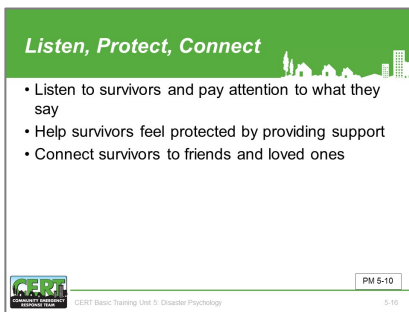 Listen, Protect, Connect
• Listen to survivors and pay attention to what they
say
• Help survivors feel protected by providing support
• Connect survivors to friends and loved ones
PM 5-10
CERT
COMMUNITY EMERGENCY
RESPONSE TEAM
CERT Basic Training Unit 5: Disaster Psychology
5-16